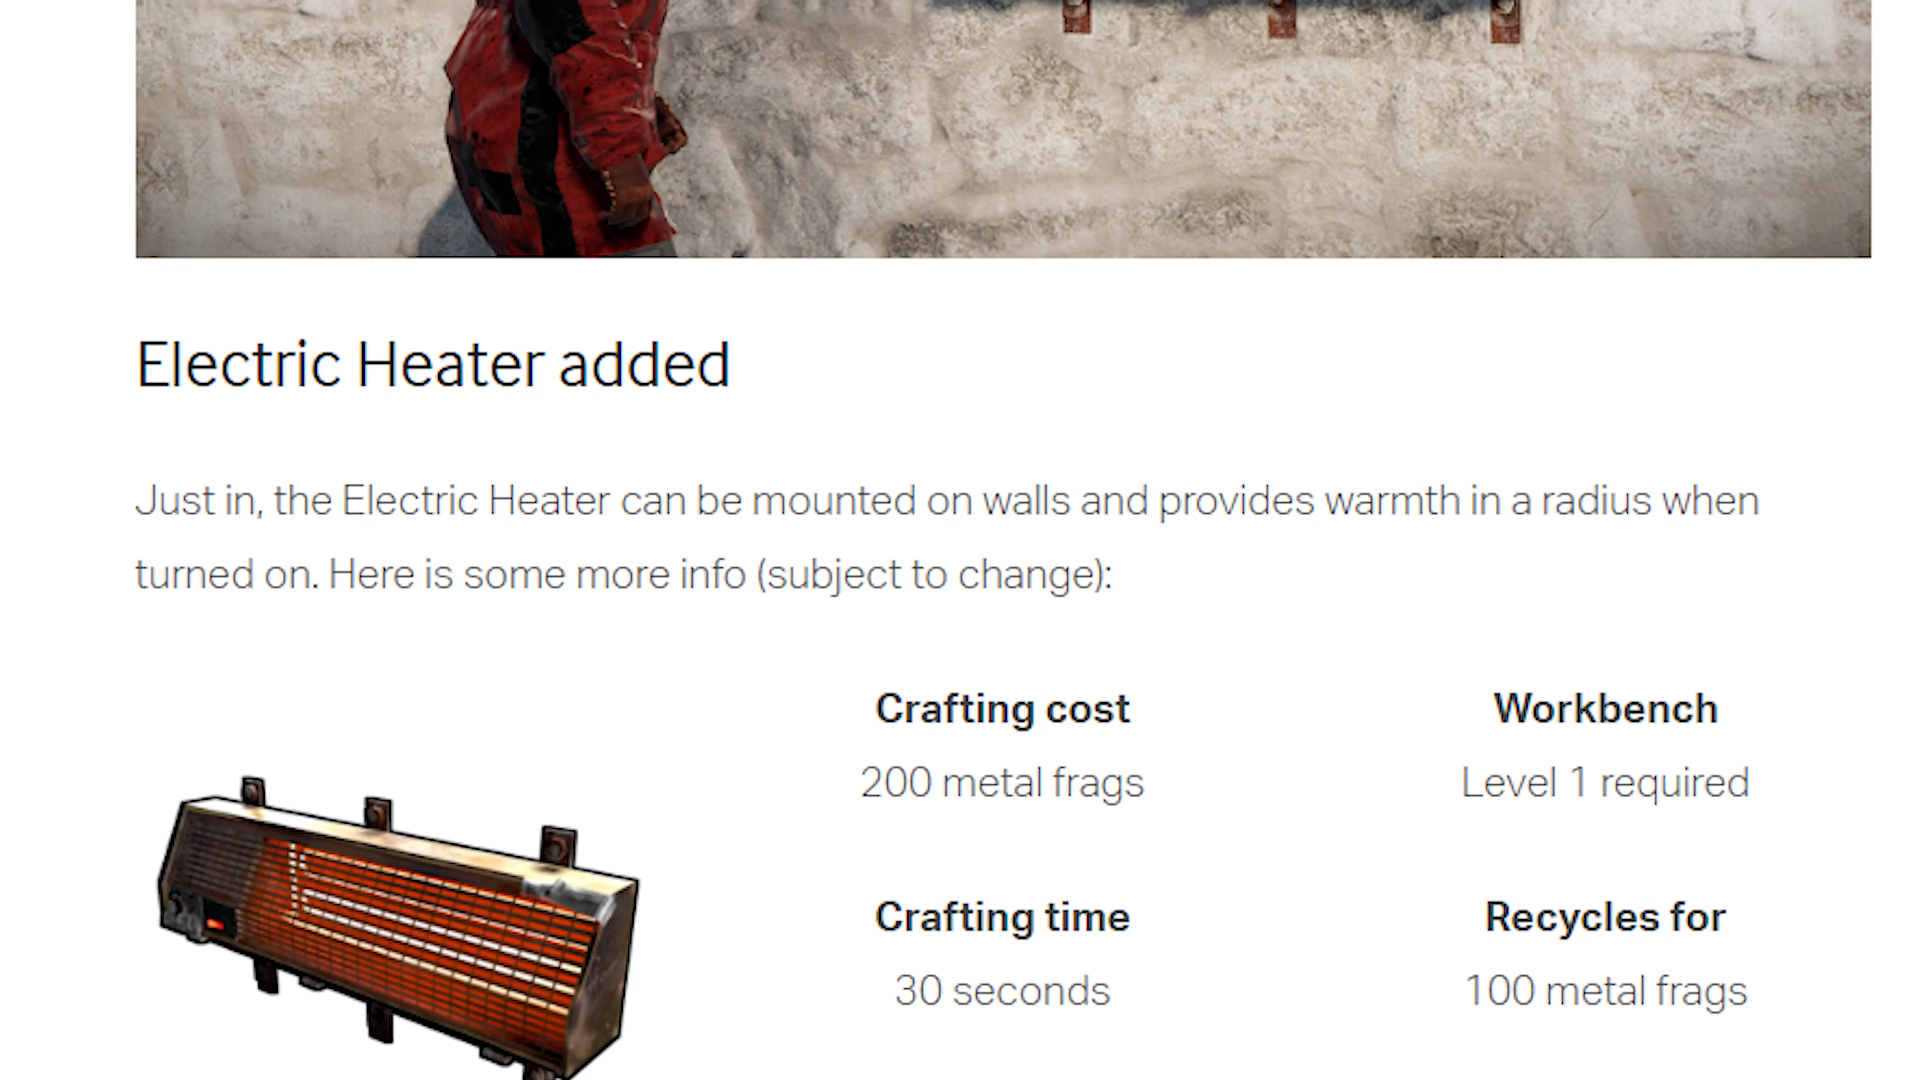 Electric Heater added
Just in, the Electric Heater can be mounted on walls and provides warmth in a radius when
turned on. Here is some more info (subject to change):
Crafting cost
200 metal frags
Workbench
Level 1 required
Crafting time
30 seconds
Recycles for
100 metal frags